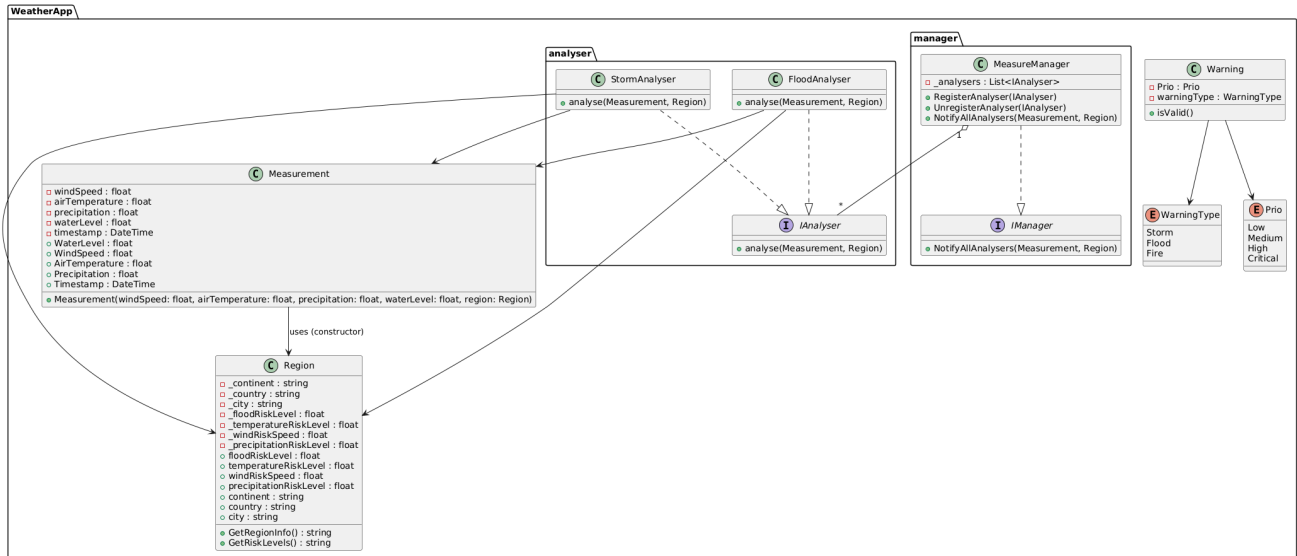 WeatherApp
analyser
C StormAnalyser
analyse(Measurement, Region)
C FloodAnalyser
analyse(Measurement, Region)
I IAnalyser
analyse(Measurement, Region)
manager
C MeasureManager
_analysers : List<IAnalyser>
RegisterAnalyser(IAnalyser)
UnregisterAnalyser(IAnalyser)
NotifyAllAnalysers(Measurement, Region)
1
*
I IManager
NotifyAllAnalysers(Measurement, Region)
C Warning
Prio : Prio
warningType : WarningType
isValid()
E WarningType
Storm
Flood
Fire
E Prio
Low
Medium
High
Critical
C Measurement
windSpeed : float
airTemperature : float
precipitation : float
waterLevel : float
timestamp : DateTime
WaterLevel : float
WindSpeed : float
AirTemperature : float
Precipitation : float
Timestamp : DateTime
Measurement(windSpeed: float, airTemperature: float, precipitation: float, waterLevel: float, region: Region)
uses (constructor)
C Region
_continent : string
_country : string
_city : string
_floodRiskLevel : float
_temperatureRiskLevel : float
_windRiskSpeed : float
_precipitationRiskLevel : float
floodRiskLevel : float
temperatureRiskLevel : float
windRiskSpeed : float
precipitationRiskLevel : float
continent : string
country : string
city : string
GetRegionInfo() : string
GetRiskLevels() : string